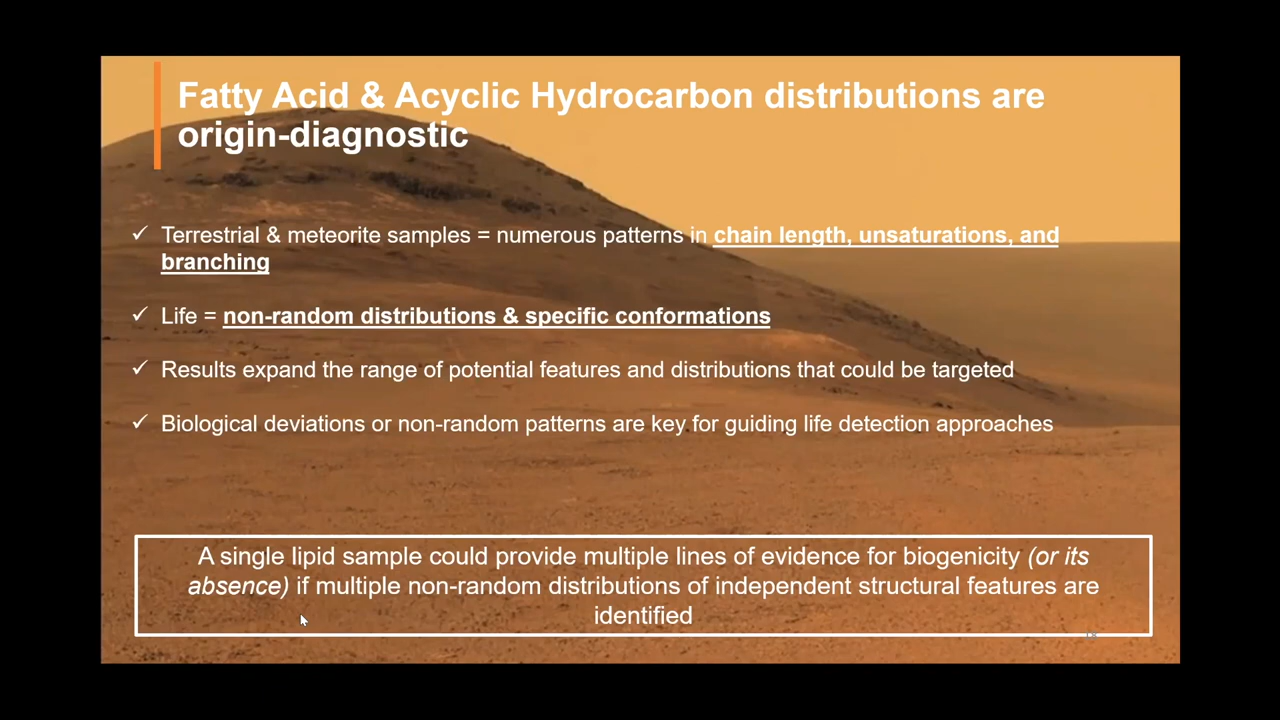 Fatty Acid & Acyclic Hydrocarbon distributions are
origin-diagnostic
✓ Terrestrial & meteorite samples = numerous patterns in chain length, unsaturations, and
branching
✓ Life = non-random distributions & specific conformations
✓ Results expand the range of potential features and distributions that could be targeted
✓ Biological deviations or non-random patterns are key for guiding life detection approaches
A single lipid sample could provide multiple lines of evidence for biogenicity (or its
absence) if multiple non-random distributions of independent structural features are
identified